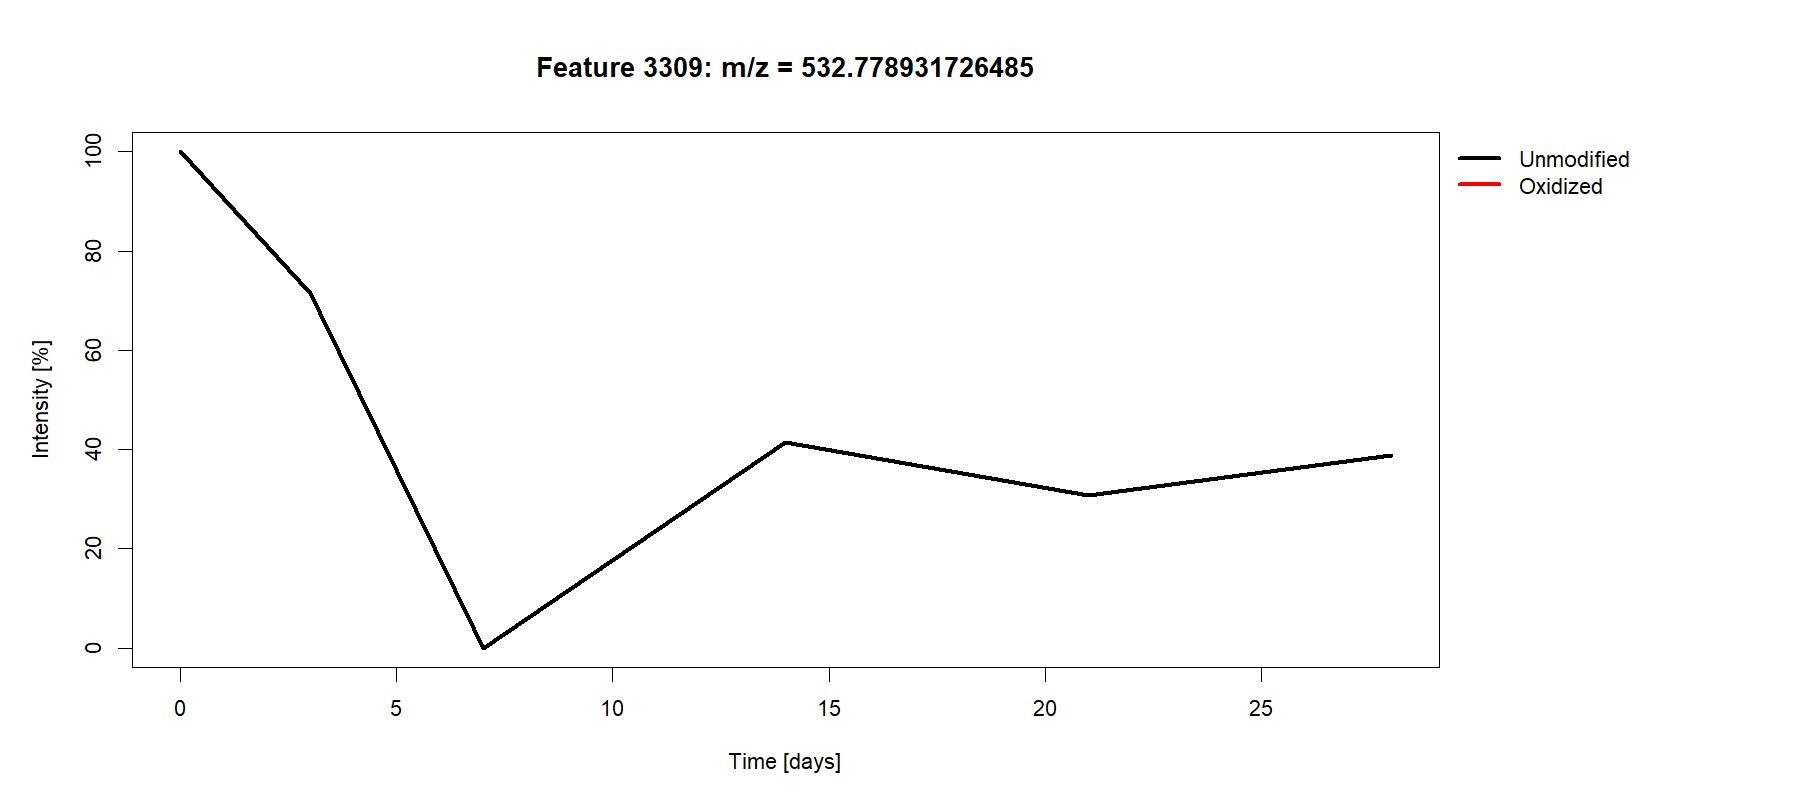 Feature 3309: m/z = 532.778931726485
Unmodified
Oxidized
Intensity [%]
100
80
60
40
20
0
0 5 10 15 20 25
Time [days]